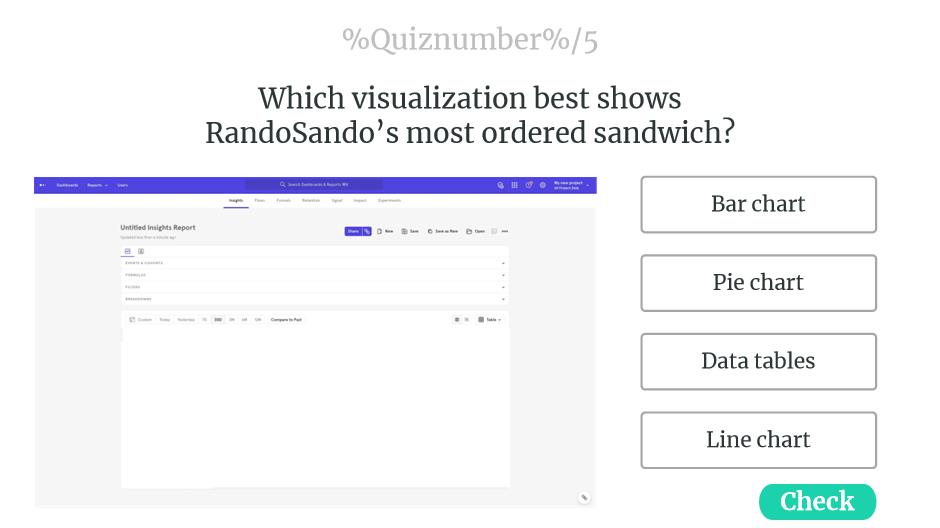 %Quiznumber%/5
Which visualization best shows
RandoSando’s most ordered sandwich?
Dashboards Reports Users
Search Dashboards & Reports ⌘K
My new project
All Project Data
Insights Flows Funnels Retention Signal Impact Experiments
Untitled Insights Report
Updated less than a minute ago
Share New Save Save as New Open
EVENTS & COHORTS
FORMULAS
FILTERS
BREAKDOWNS
Custom Today Yesterday 7D 30D 3M 6M 12M Compare to Past
Table
Bar chart
Pie chart
Data tables
Line chart
Check